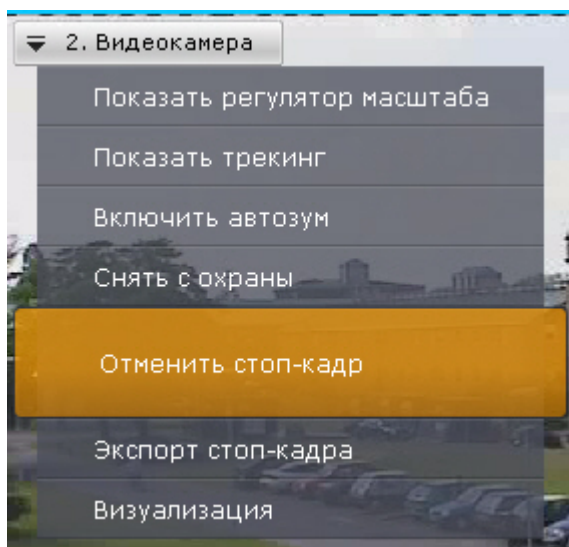 2. Видеокамера
Показать регулятор масштаба
Показать трекинг
Включить автозум
Снять с охраны
Отменить стоп-кадр
Экспорт стоп-кадра
Визуализация